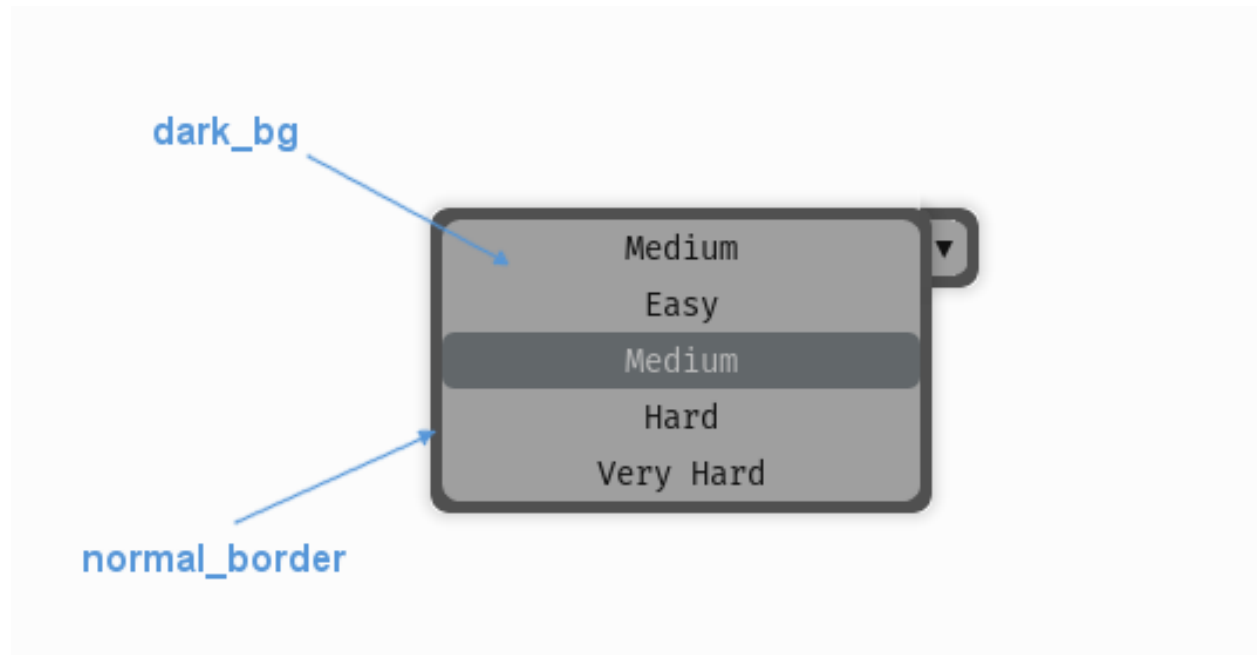 dark_bg
Medium ▼
Easy
Medium
Hard
Very Hard
normal_border